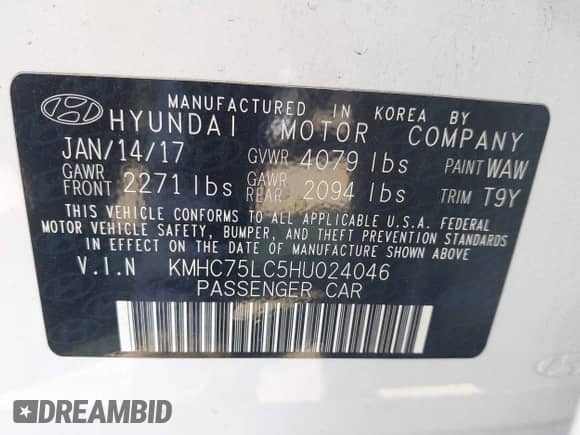 MANUFACTURED IN KOREA BY
HYUNDAI MOTOR COMPANY
JAN/14/17 GVWR 4079 lbs PAINT WAW
GAWR FRONT 2271 lbs GAWR REAR 2094 lbs TRIM T9Y
THIS VEHICLE CONFORMS TO ALL APPLICABLE U.S.A. FEDERAL
MOTOR VEHICLE SAFETY, BUMPER, AND THEFT PREVENTION STANDARDS
IN EFFECT ON THE DATE OF MANUFACTURE SHOWN ABOVE.
V.I.N KMHC75LC5HU024046
PASSENGER CAR
DREAMBID